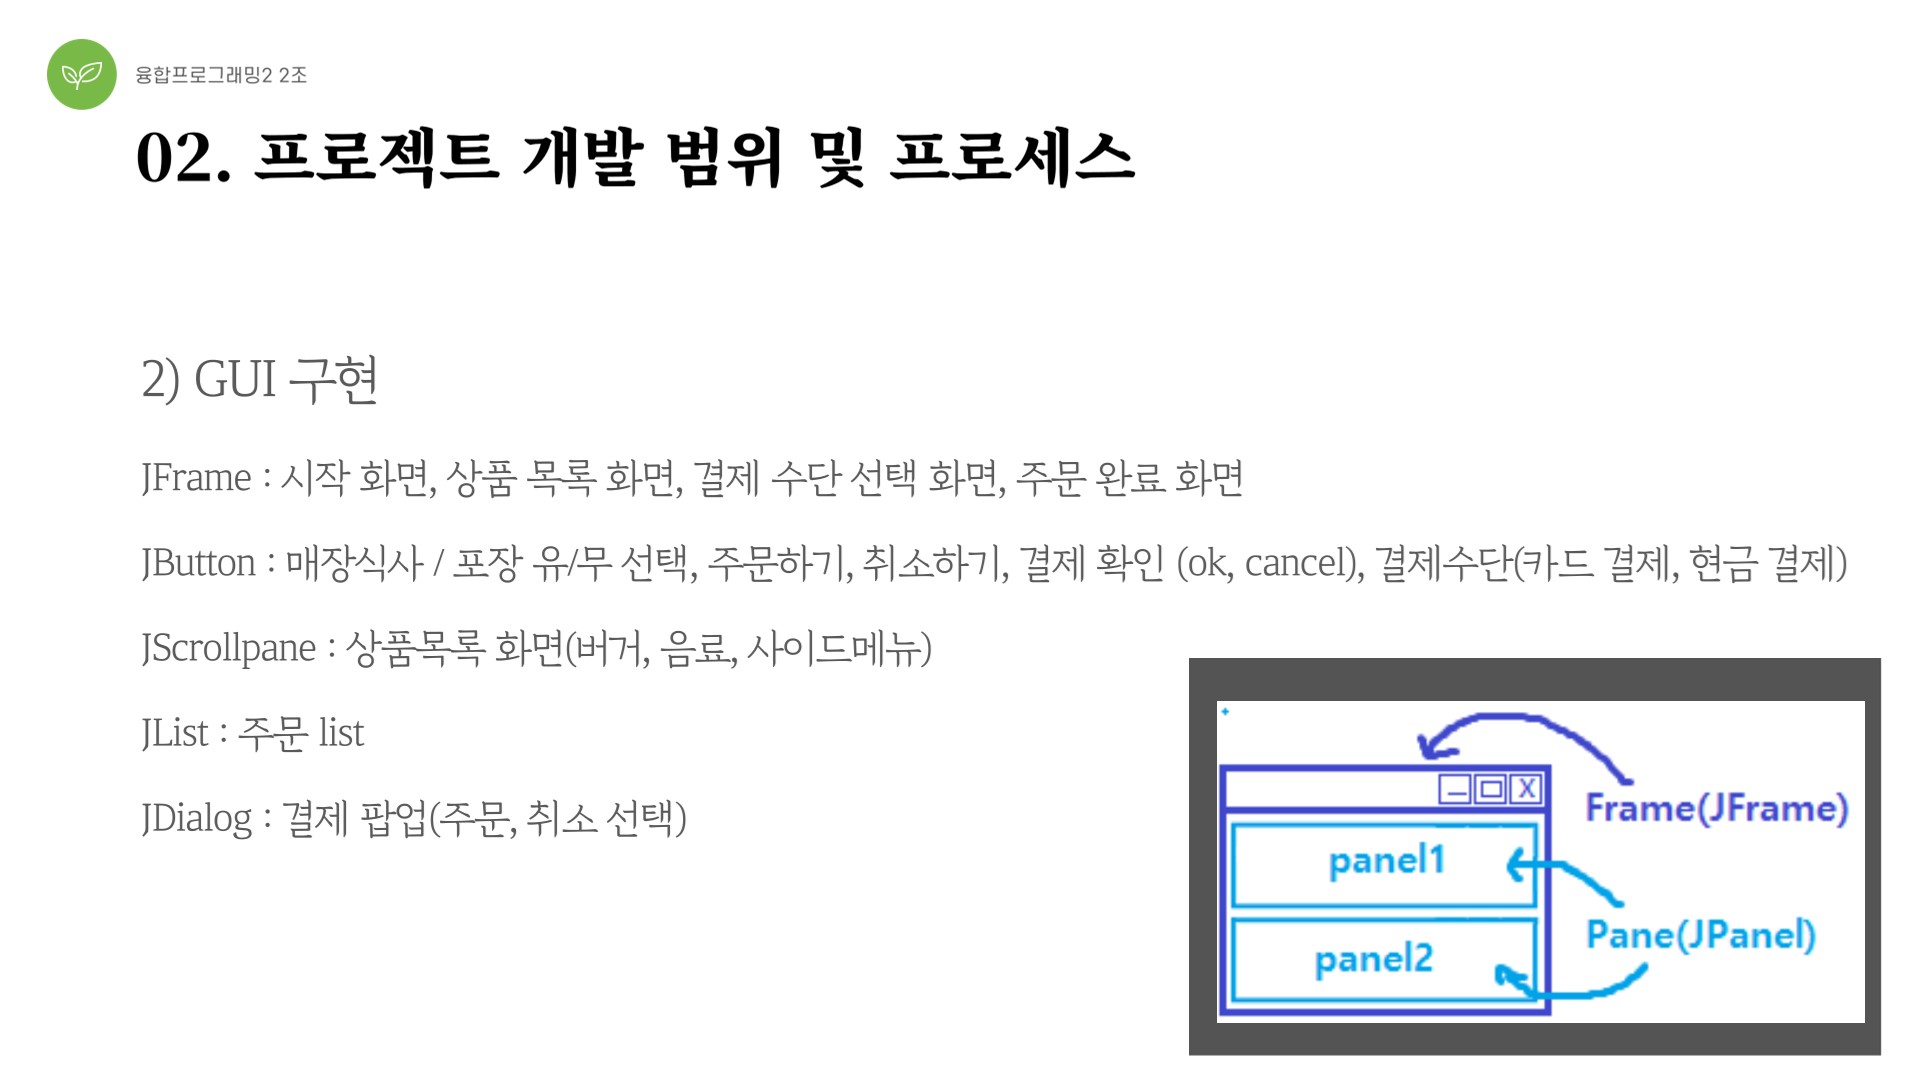 융합프로그래밍2 2조
02. 프로젝트 개발 범위 및 프로세스
2) GUI 구현
JFrame : 시작 화면, 상품 목록 화면, 결제 수단 선택 화면, 주문 완료 화면
JButton : 매장식사 / 포장 유/무 선택, 주문하기, 취소하기, 결제 확인 (ok, cancel), 결제수단(카드 결제, 현금 결제)
JScrollpane : 상품목록 화면(버거, 음료, 사이드메뉴)
JList : 주문 list
JDialog : 결제 팝업(주문, 취소 선택)
X
Frame(JFrame)
panel1
Pane(JPanel)
panel2